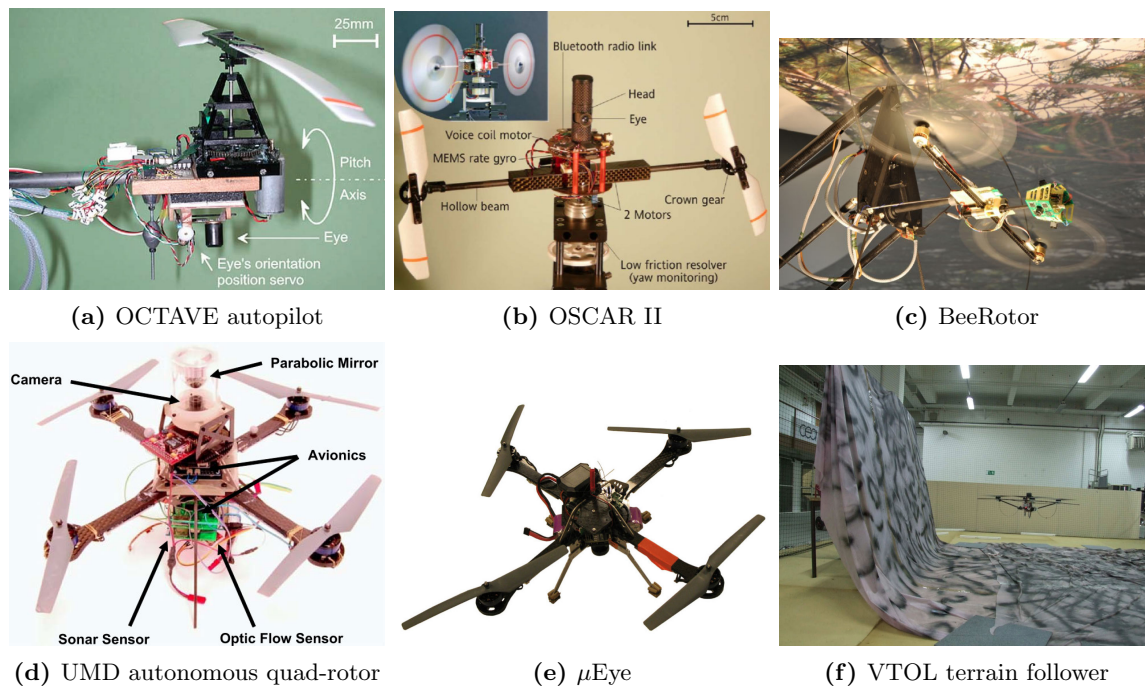 25mm
Pitch
Axis
Eye
Eye's orientation
position servo
(a) OCTAVE autopilot
5cm
Bluetooth radio link
Head
Eye
Voice coil motor
MEMS rate gyro
Hollow beam
2 Motors
Crown gear
Low friction resolver
(yaw monitoring)
(b) OSCAR II
(c) BeeRotor
Parabolic Mirror
Camera
Avionics
Sonar Sensor
Optic Flow Sensor
(d) UMD autonomous quad-rotor
(e) μEye
(f) VTOL terrain follower